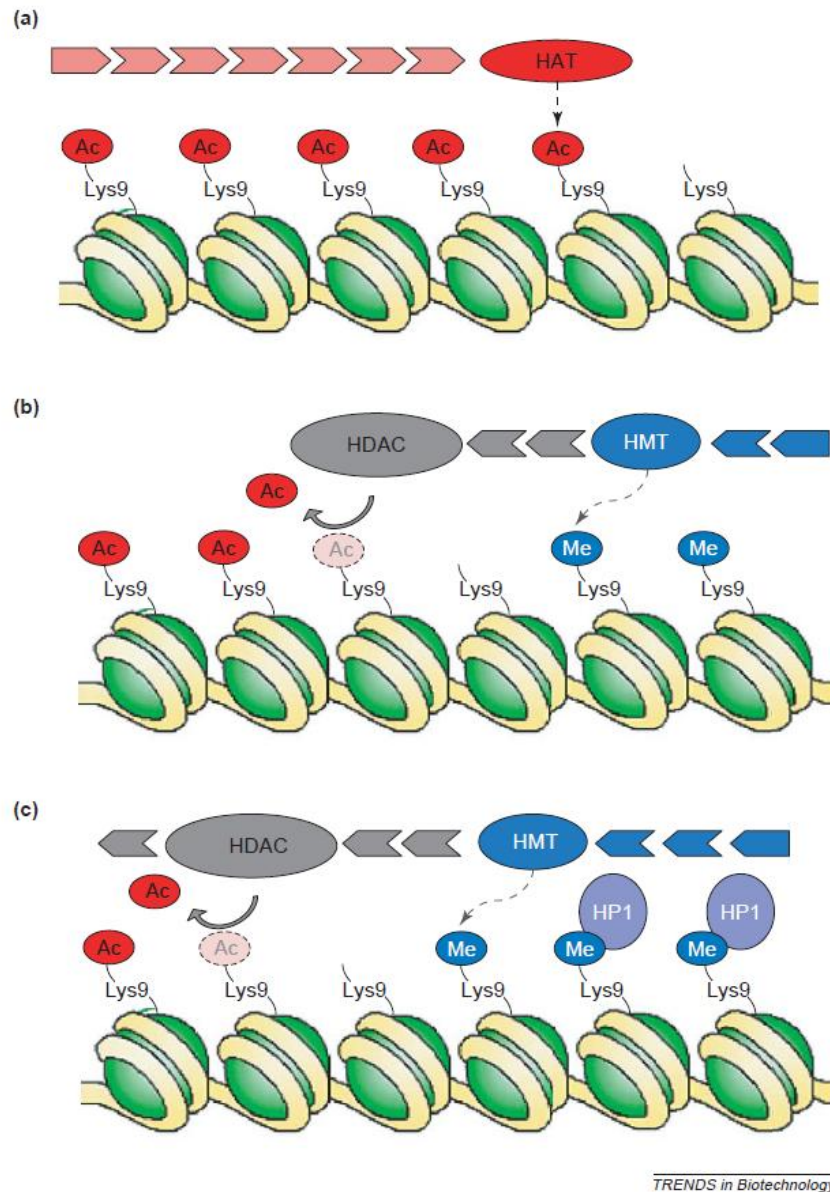 (a)
HAT
Ac Ac Ac Ac Ac
Lys9 Lys9 Lys9 Lys9 Lys9 Lys9
(b)
HDAC HMT
Ac
Ac Ac Ac Me Me
Lys9 Lys9 Lys9 Lys9 Lys9 Lys9
(c)
HDAC HMT
Ac HP1 HP1
Ac Ac Me Me Me
Lys9 Lys9 Lys9 Lys9 Lys9 Lys9
TRENDS in Biotechnology